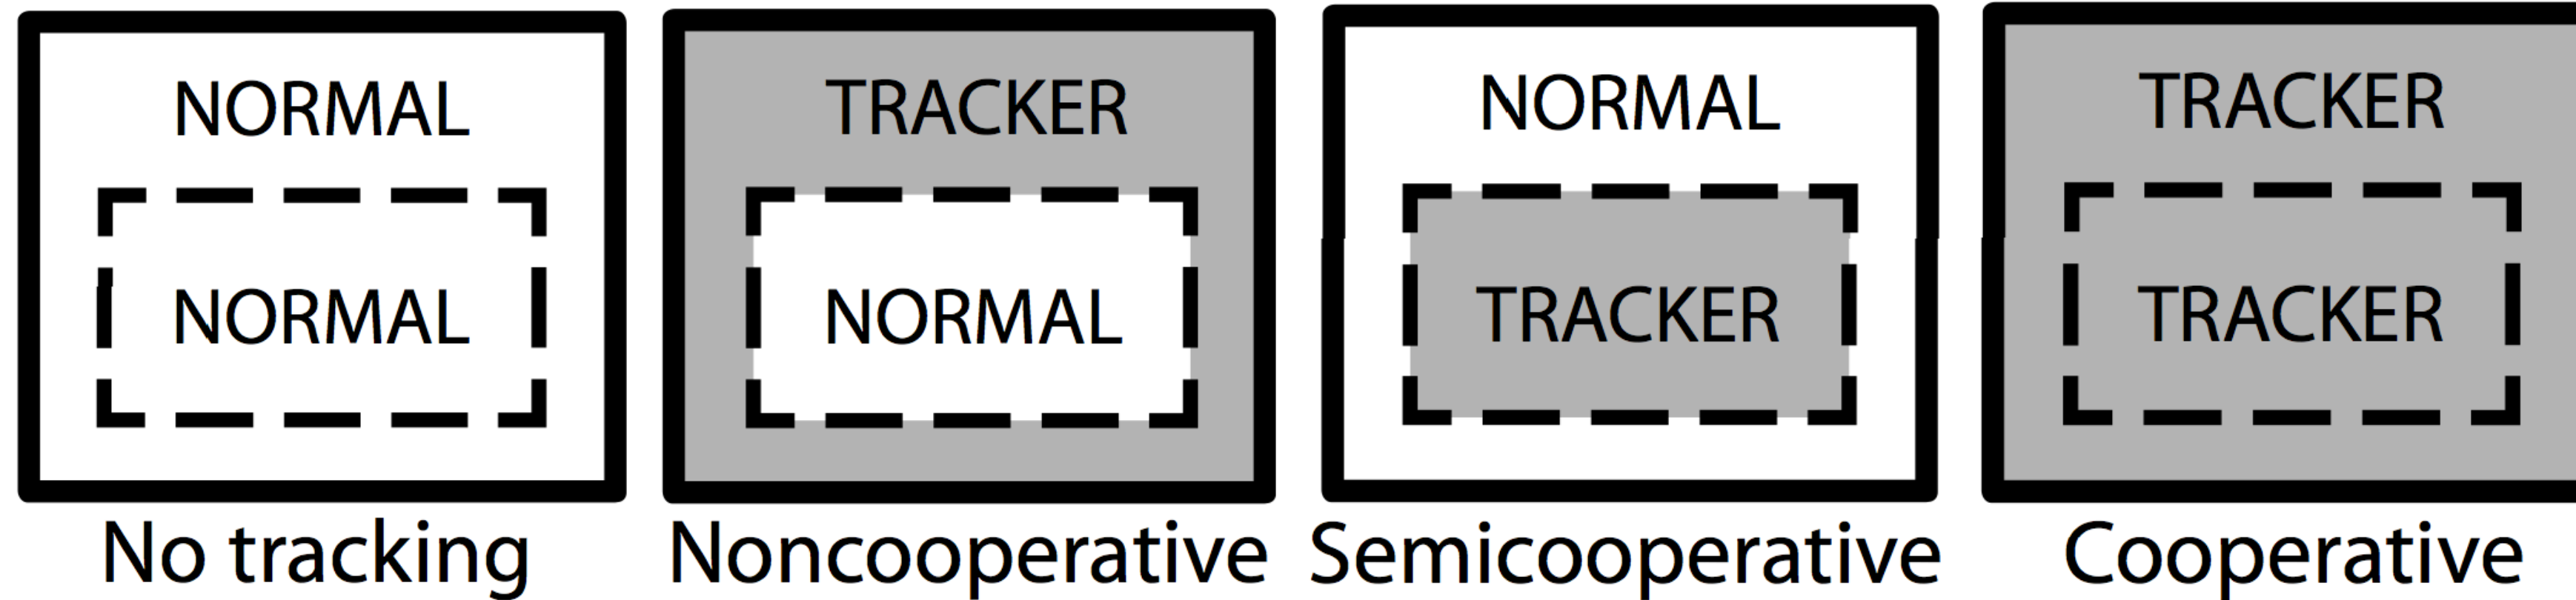 NORMAL
NORMAL
No tracking
TRACKER
NORMAL
Noncooperative
NORMAL
TRACKER
Semicooperative
TRACKER
TRACKER
Cooperative